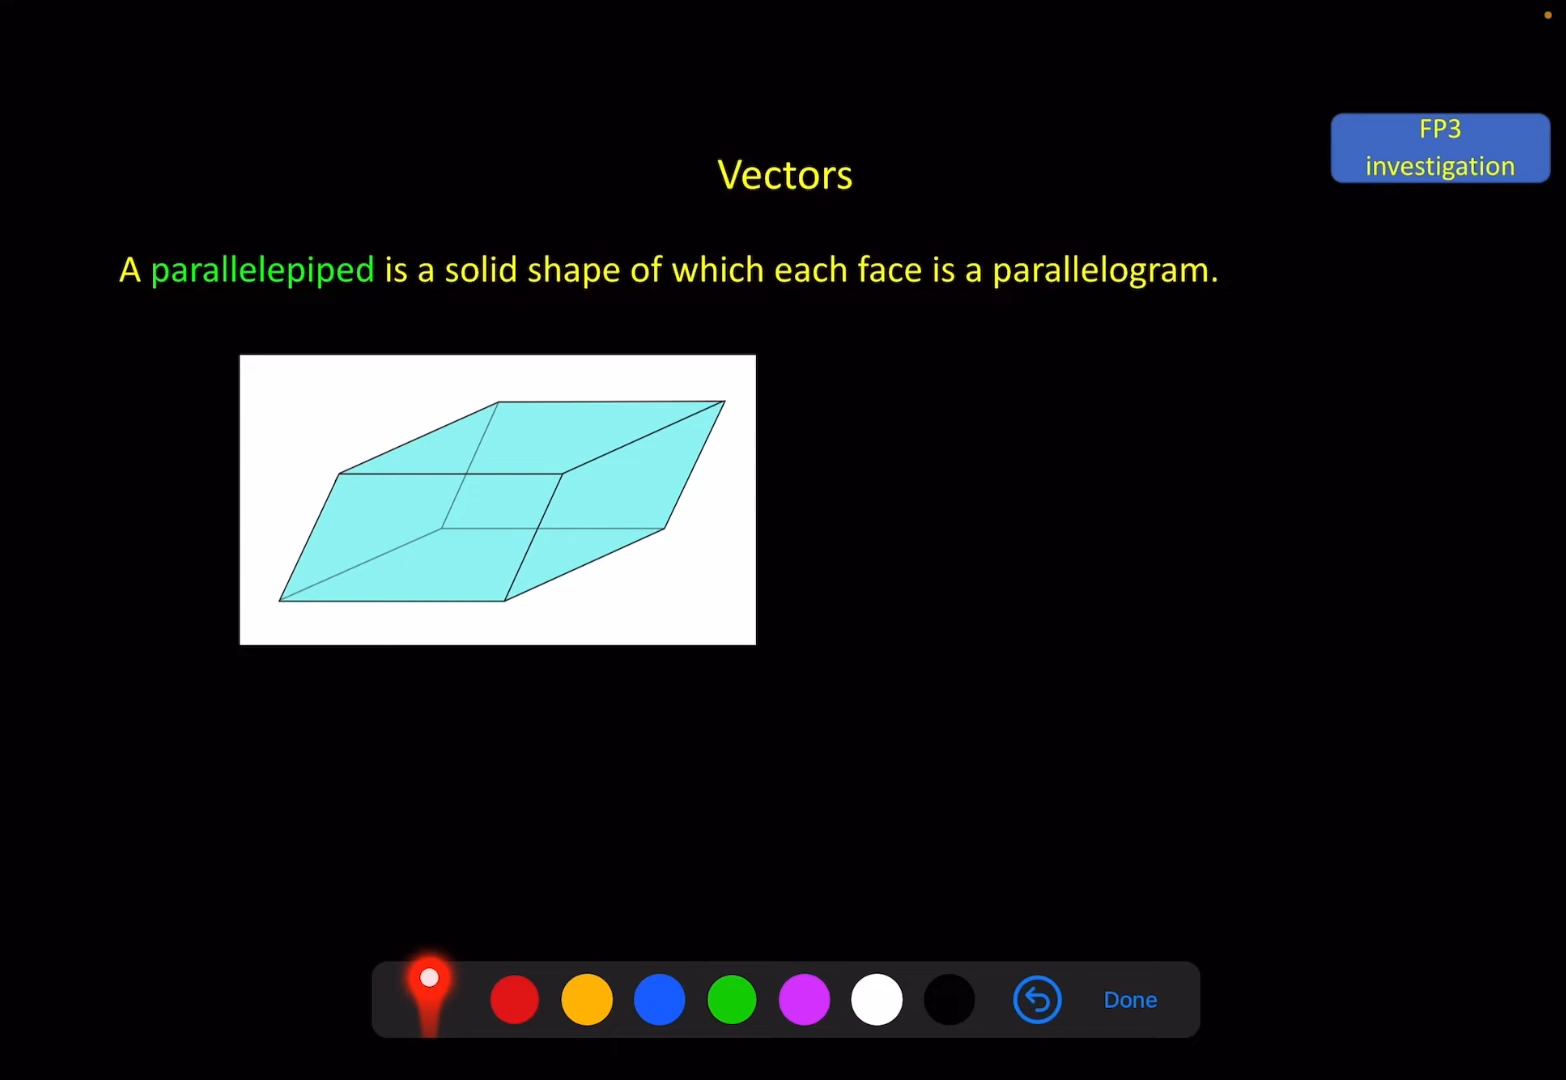 FP3
investigation
Vectors
A parallelepiped is a solid shape of which each face is a parallelogram.
Done